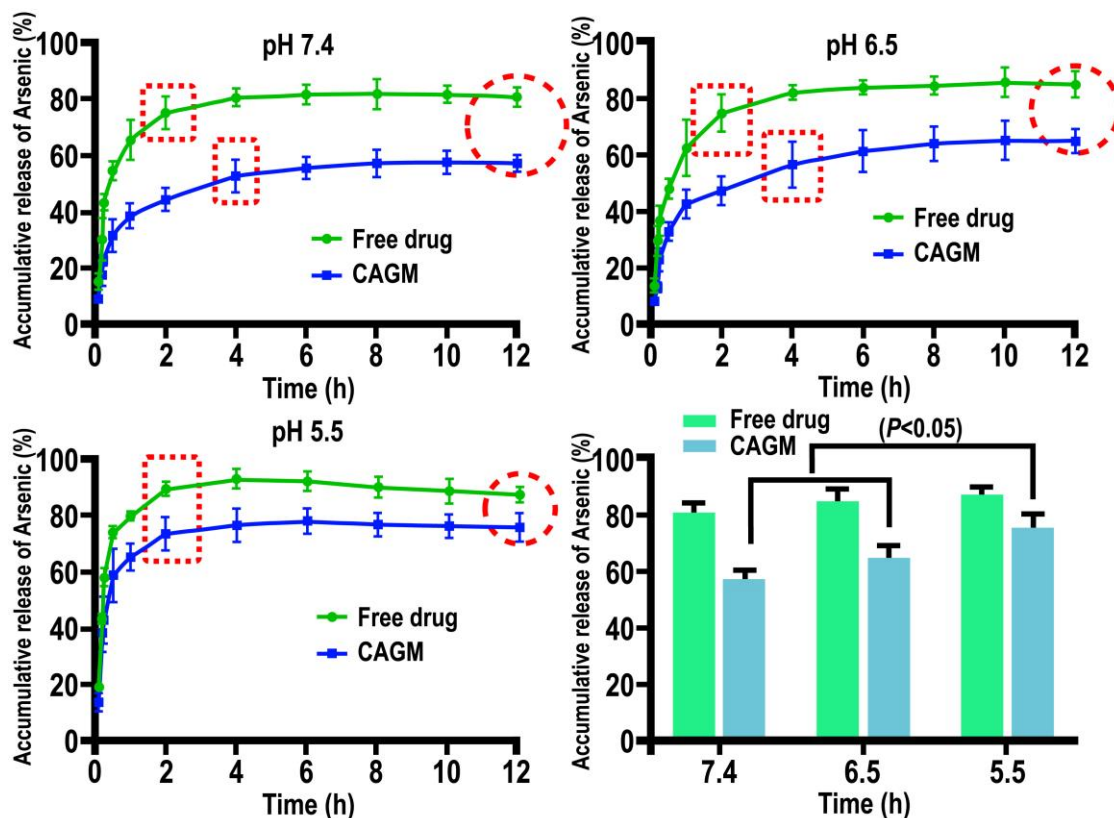 pH 7.4
Accumulative release of Arsenic (%)
100
80
60
40
20
0
Free drug
CAGM
0 2 4 6 8 10 12
Time (h)
pH 6.5
Accumulative release of Arsenic (%)
100
80
60
40
20
0
Free drug
CAGM
0 2 4 6 8 10 12
Time (h)
pH 5.5
Accumulative release of Arsenic (%)
100
80
60
40
20
0
Free drug
CAGM
0 2 4 6 8 10 12
Time (h)
Free drug
CAGM
(P<0.05)
Accumulative release of Arsenic (%)
100
80
60
40
20
0
7.4 6.5 5.5
Time (h)